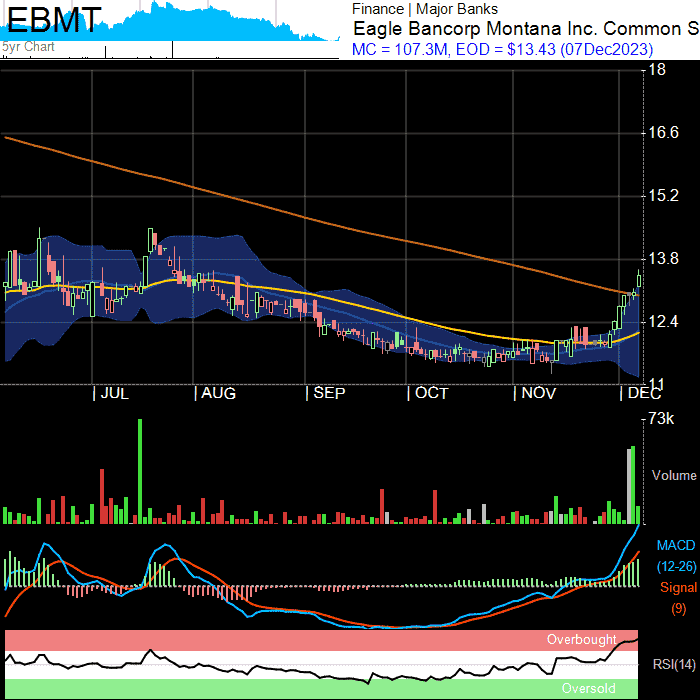 EBMT
5yr Chart
Finance | Major Banks
Eagle Bancorp Montana Inc. Common S
MC = 107.3M, EOD = $13.43 (07Dec2023)
18
16.6
15.2
13.8
12.4
11
| JUL | AUG | SEP | OCT | NOV | DEC
73k
Volume
MACD
(12-26)
Signal
(9)
Overbought
RSI(14)
Oversold